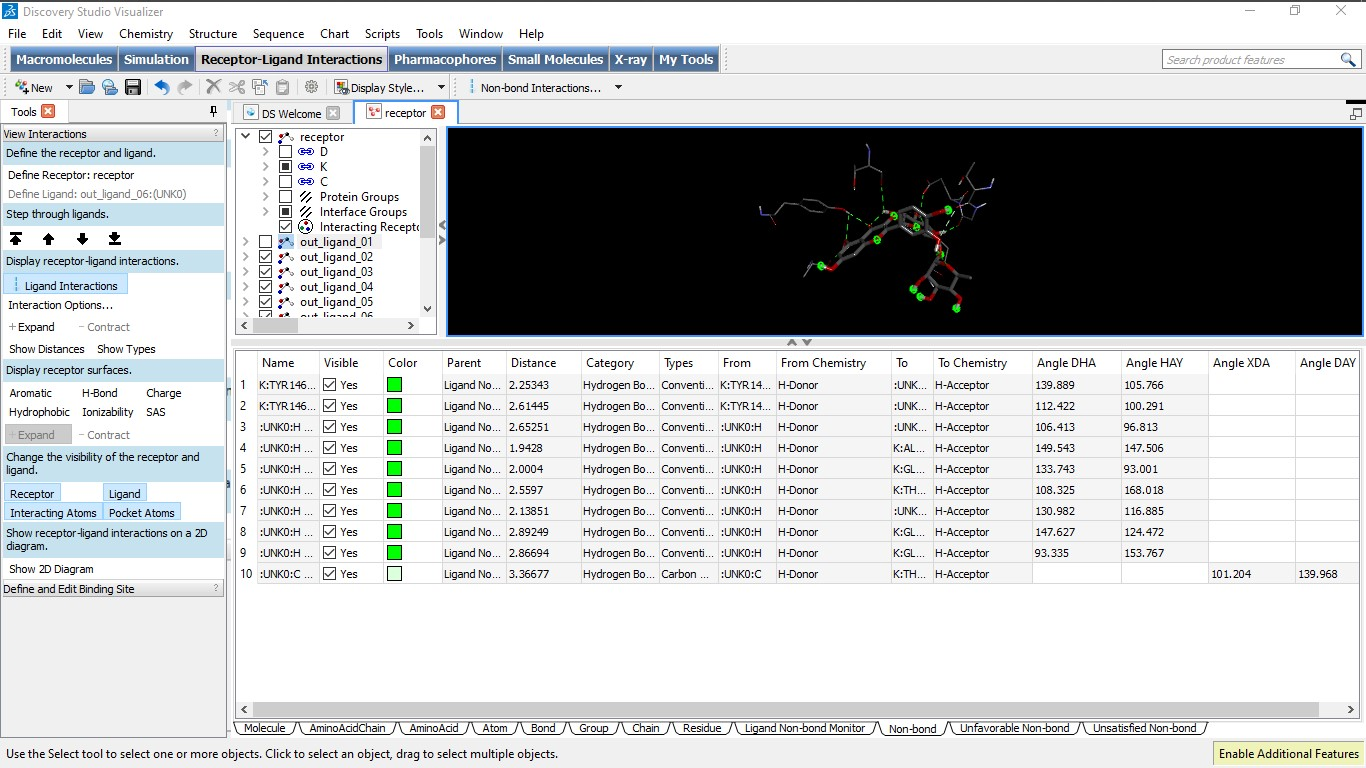 Discovery Studio Visualizer
File Edit View Chemistry Structure Sequence Chart Scripts Tools Window Help
Macromolecules Simulation Receptor-Ligand Interactions Pharmacophores Small Molecules X-ray My Tools
Search product features
New Display Style... Non-bond Interactions...
Tools
DS Welcome receptor
View Interactions ?
Define the receptor and ligand.
Define Receptor: receptor
Define Ligand: out_ligand_06:(UNK0)
Step through ligands.
Display receptor-ligand interactions.
Ligand Interactions
Interaction Options...
+ Expand - Contract
Show Distances Show Types
Display receptor surfaces.
Aromatic H-Bond Charge
Hydrophobic Ionizability SAS
+ Expand - Contract
Change the visibility of the receptor and
ligand.
Receptor Ligand
Interacting Atoms Pocket Atoms
Show receptor-ligand interactions on a 2D
diagram.
Show 2D Diagram
Define and Edit Binding Site ?
receptor
D
K
C
Protein Groups
Interface Groups
Interacting Recepto
out_ligand_01
out_ligand_02
out_ligand_03
out_ligand_04
out_ligand_05
out_ligand_06
Name Visible Color Parent Distance Category Types From From Chemistry To To Chemistry Angle DHA Angle HAY Angle XDA Angle DAY
1 K:TYR146... Yes Ligand No... 2.25343 Hydrogen Bo... Conventi... K:TYR14... H-Donor :UNK... H-Acceptor 139.889 105.766
2 K:TYR146... Yes Ligand No... 2.61445 Hydrogen Bo... Conventi... K:TYR14... H-Donor :UNK... H-Acceptor 112.422 100.291
3 :UNK0:H ... Yes Ligand No... 2.65251 Hydrogen Bo... Conventi... :UNK0:H H-Donor :UNK... H-Acceptor 106.413 96.813
4 :UNK0:H ... Yes Ligand No... 1.9428 Hydrogen Bo... Conventi... :UNK0:H H-Donor K:AL... H-Acceptor 149.543 147.506
5 :UNK0:H ... Yes Ligand No... 2.0004 Hydrogen Bo... Conventi... :UNK0:H H-Donor K:GL... H-Acceptor 133.743 93.001
6 :UNK0:H ... Yes Ligand No... 2.5597 Hydrogen Bo... Conventi... :UNK0:H H-Donor K:TH... H-Acceptor 108.325 168.018
7 :UNK0:H ... Yes Ligand No... 2.13851 Hydrogen Bo... Conventi... :UNK0:H H-Donor :UNK... H-Acceptor 130.982 116.885
8 :UNK0:H ... Yes Ligand No... 2.89249 Hydrogen Bo... Conventi... :UNK0:H H-Donor K:GL... H-Acceptor 147.627 124.472
9 :UNK0:H ... Yes Ligand No... 2.86694 Hydrogen Bo... Conventi... :UNK0:H H-Donor K:GL... H-Acceptor 93.335 153.767
10 :UNK0:C ... Yes Ligand No... 3.36677 Hydrogen Bo... Carbon ... :UNK0:C H-Donor K:TH... H-Acceptor 101.204 139.968
Molecule AminoAcidChain AminoAcid Atom Bond Group Chain Residue Ligand Non-bond Monitor Non-bond Unfavorable Non-bond Unsatisfied Non-bond
Use the Select tool to select one or more objects. Click to select an object, drag to select multiple objects.
Enable Additional Features